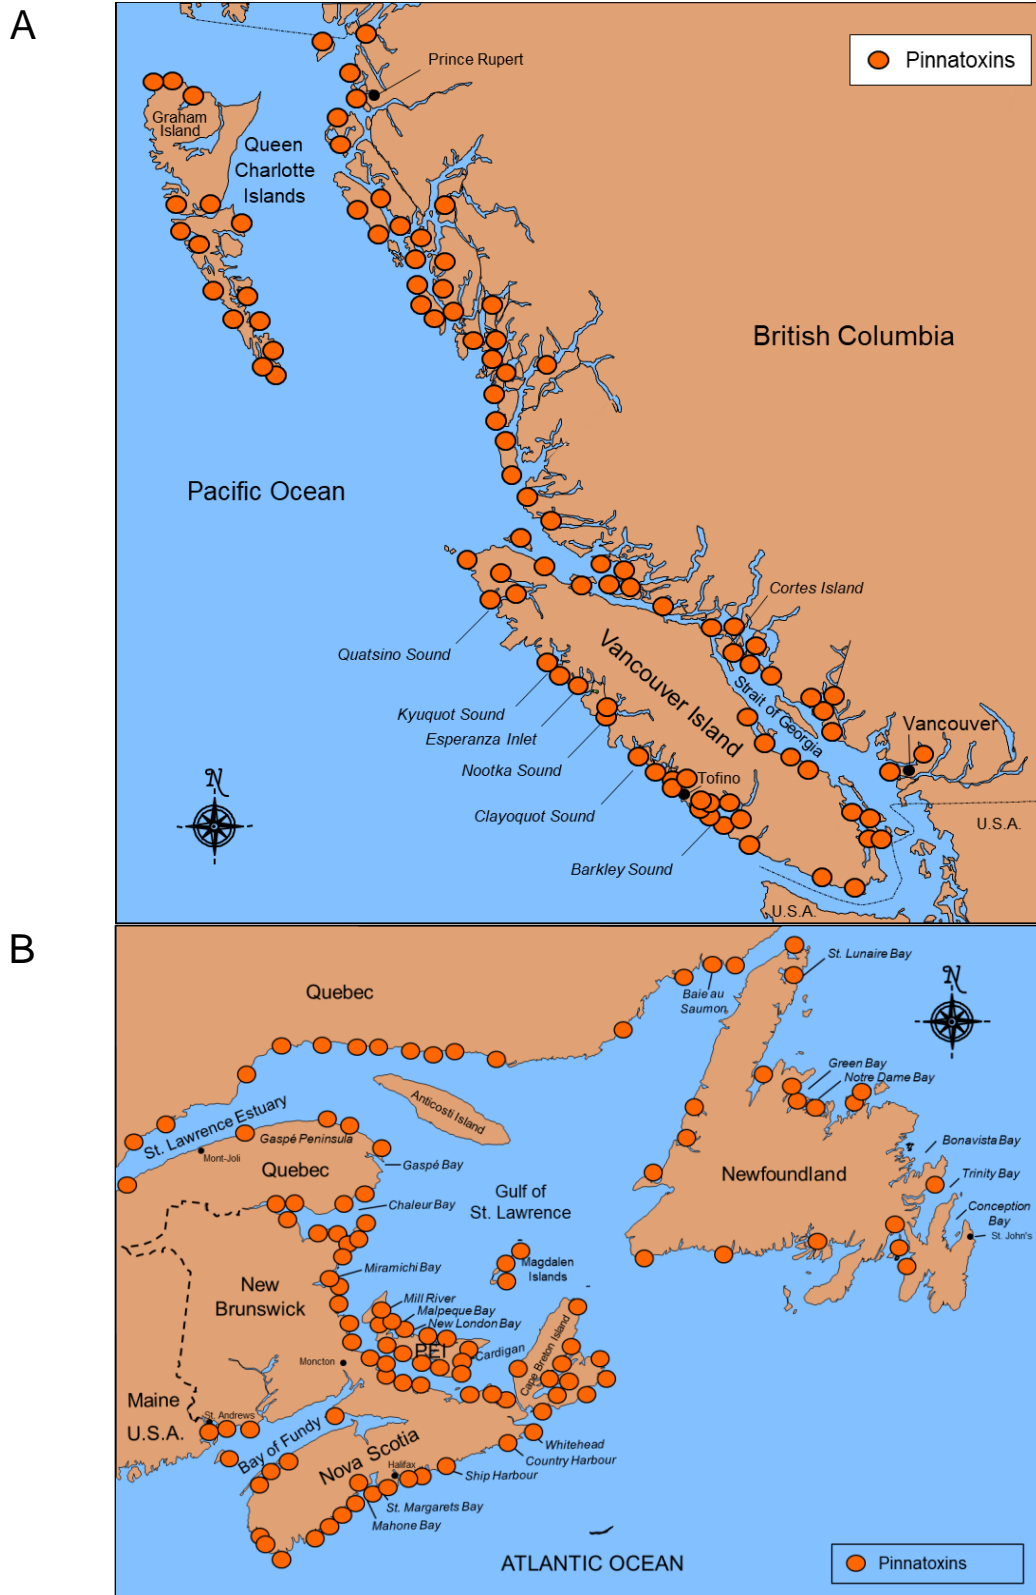 A
Pinnatoxins
Prince Rupert
Graham
Island
Queen
Charlotte
Islands
British Columbia
Pacific Ocean
Cortes Island
Quatsino Sound
Vancouver Island
Strait of Georgia
Kyuquot Sound
Vancouver
Esperanza Inlet
Nootka Sound
N
Tofino
Clayoquot Sound
U.S.A.
Barkley Sound
U.S.A.
B
St. Lunaire Bay
Quebec
Baie au
Saumon
N
Green Bay
Notre Dame Bay
Anticosti Island
St. Lawrence Estuary
Gaspé Peninsula
Mont-Joli
Quebec
Gaspé Bay
Bonavista Bay
Newfoundland
Trinity Bay
Gulf of
St. Lawrence
Chaleur Bay
Conception
Bay
St. John's
Magdalen
Islands
Miramichi Bay
New
Brunswick
Mill River
Malpeque Bay
New London Bay
PEI
Cardigan
Cape Breton Island
Moncton
Maine
U.S.A.
St. Andrews
Bay of Fundy
Nova Scotia
Whitehead
Country Harbour
Halifax
Ship Harbour
St. Margarets Bay
Mahone Bay
ATLANTIC OCEAN
Pinnatoxins